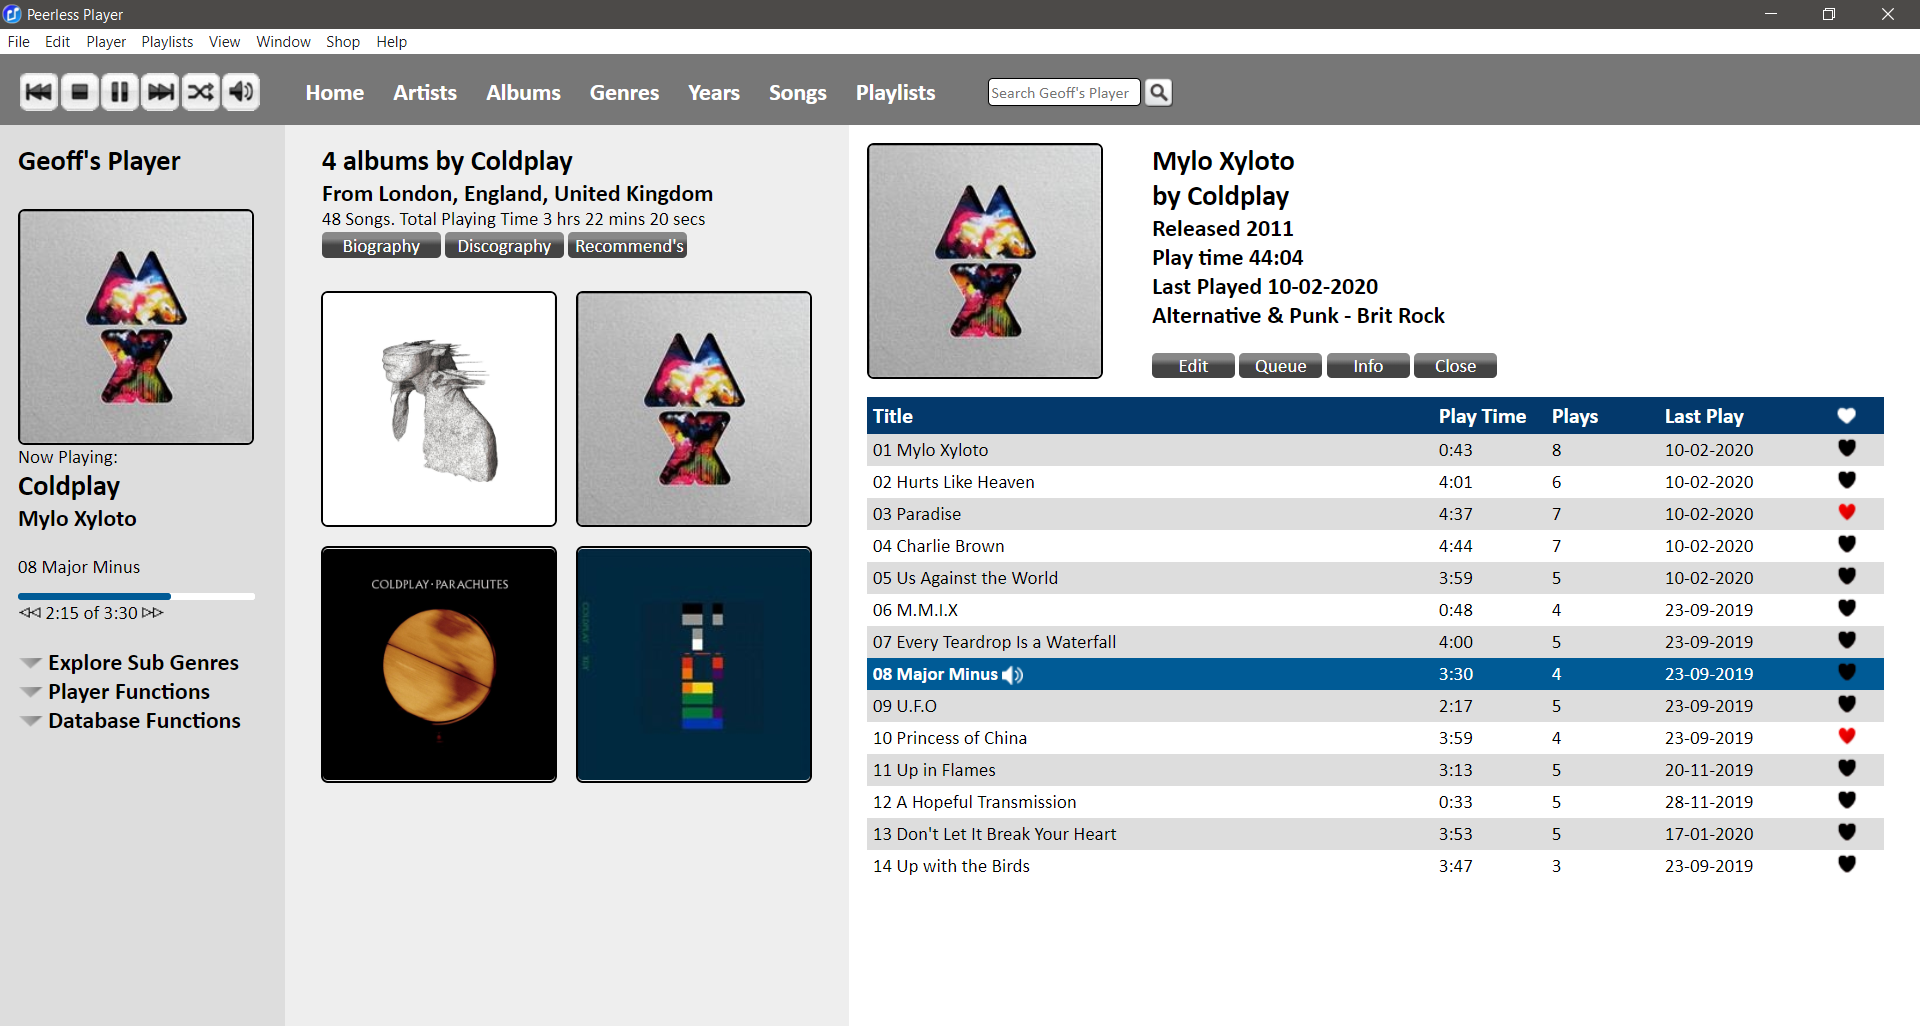 Peerless Player
File Edit Player Playlists View Window Shop Help
Home Artists Albums Genres Years Songs Playlists
Search Geoff's Player
Geoff's Player
Now Playing:
Coldplay
Mylo Xyloto
08 Major Minus
2:15 of 3:30
Explore Sub Genres
Player Functions
Database Functions
4 albums by Coldplay
From London, England, United Kingdom
48 Songs. Total Playing Time 3 hrs 22 mins 20 secs
Biography Discography Recommend's
COLDPLAY·PARACHUTES
COLDPLAY X&Y
Mylo Xyloto
by Coldplay
Released 2011
Play time 44:04
Last Played 10-02-2020
Alternative & Punk - Brit Rock
Edit Queue Info Close
Title Play Time Plays Last Play
01 Mylo Xyloto 0:43 8 10-02-2020
02 Hurts Like Heaven 4:01 6 10-02-2020
03 Paradise 4:37 7 10-02-2020
04 Charlie Brown 4:44 7 10-02-2020
05 Us Against the World 3:59 5 10-02-2020
06 M.M.I.X 0:48 4 23-09-2019
07 Every Teardrop Is a Waterfall 4:00 5 23-09-2019
08 Major Minus 3:30 4 23-09-2019
09 U.F.O 2:17 5 23-09-2019
10 Princess of China 3:59 4 23-09-2019
11 Up in Flames 3:13 5 20-11-2019
12 A Hopeful Transmission 0:33 5 28-11-2019
13 Don't Let It Break Your Heart 3:53 5 17-01-2020
14 Up with the Birds 3:47 3 23-09-2019